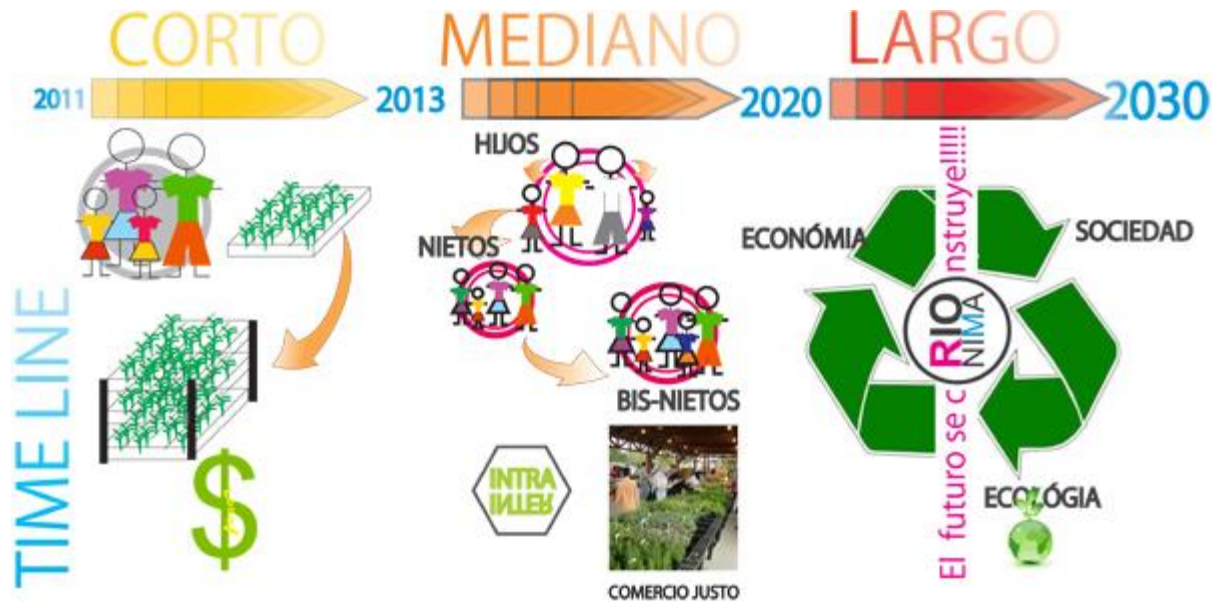 CORTO
MEDIANO
LARGO
2011
2013
2020
2030
TIME LINE
$
HIJOS
NIETOS
BIS-NIETOS
INTRA
INTER
COMERCIO JUSTO
ECONÓMIA
SOCIEDAD
ECOLÓGIA
RIO
NIMA
El futuro se c nstruye!!!!!